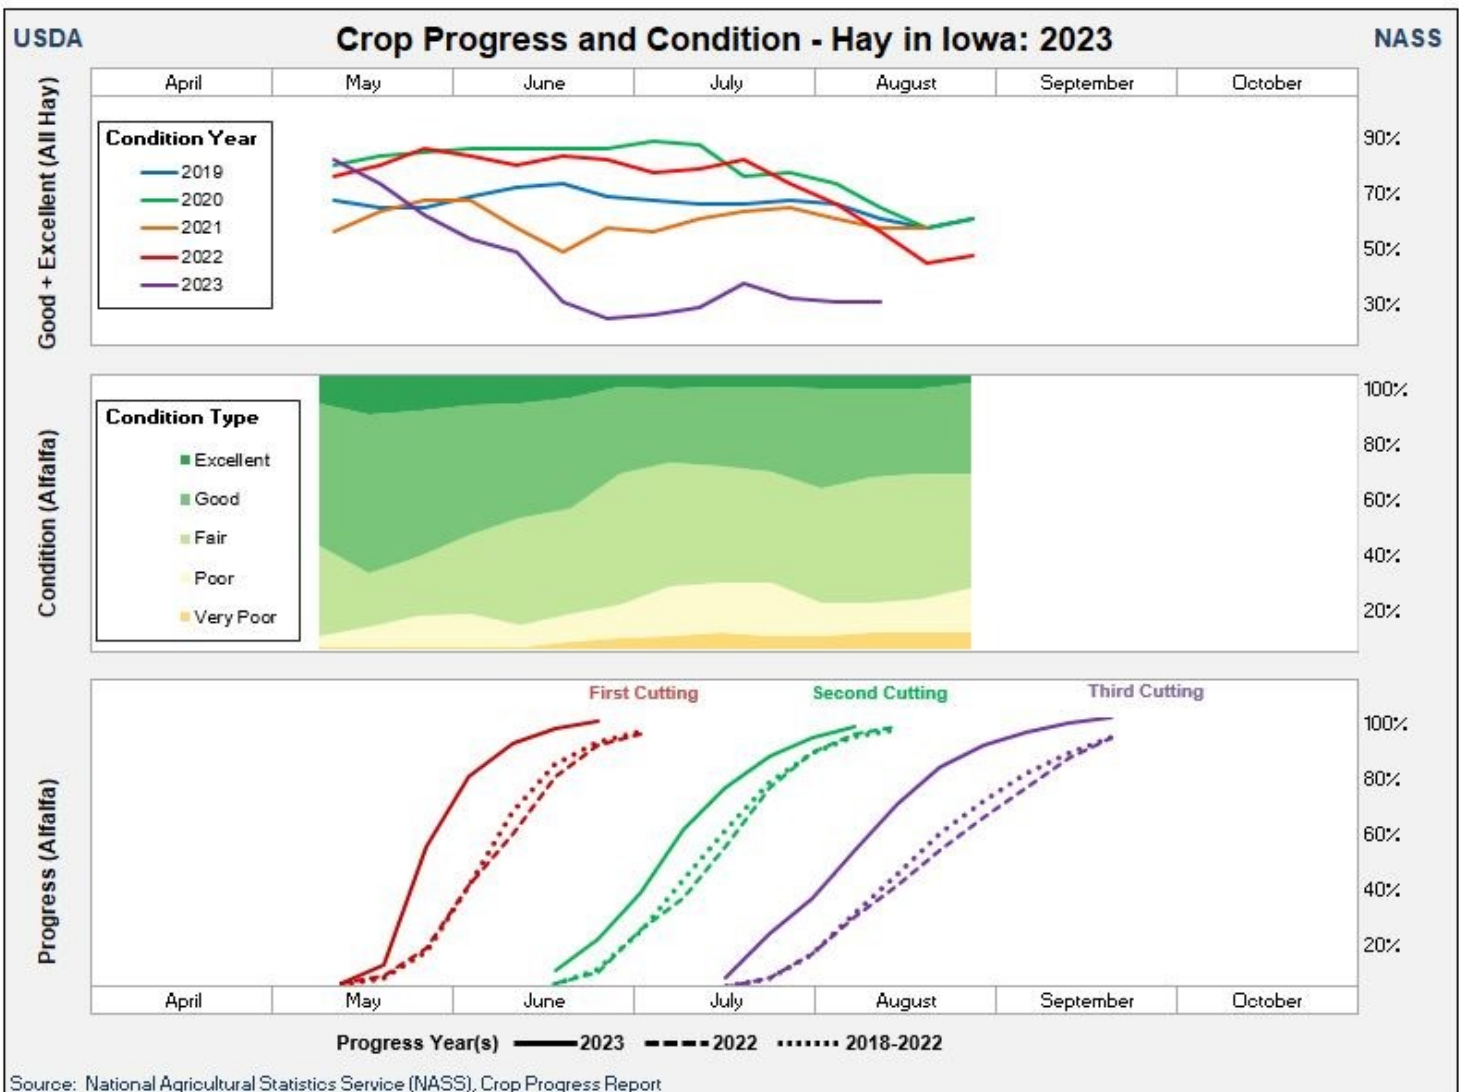 USDA Crop Progress and Condition - Hay in Iowa: 2023 NASS
April May June July August September October
Good + Excellent (All Hay)
Condition Year
2019
2020
2021
2022
2023
90%
70%
50%
30%
Condition (Alfalfa)
Condition Type
Excellent
Good
Fair
Poor
Very Poor
100%
80%
60%
40%
20%
Progress (Alfalfa)
First Cutting Second Cutting Third Cutting
100%
80%
60%
40%
20%
April May June July August September October
Progress Year(s) 2023 2022 2018-2022
Source: National Agricultural Statistics Service (NASS), Crop Progress Report